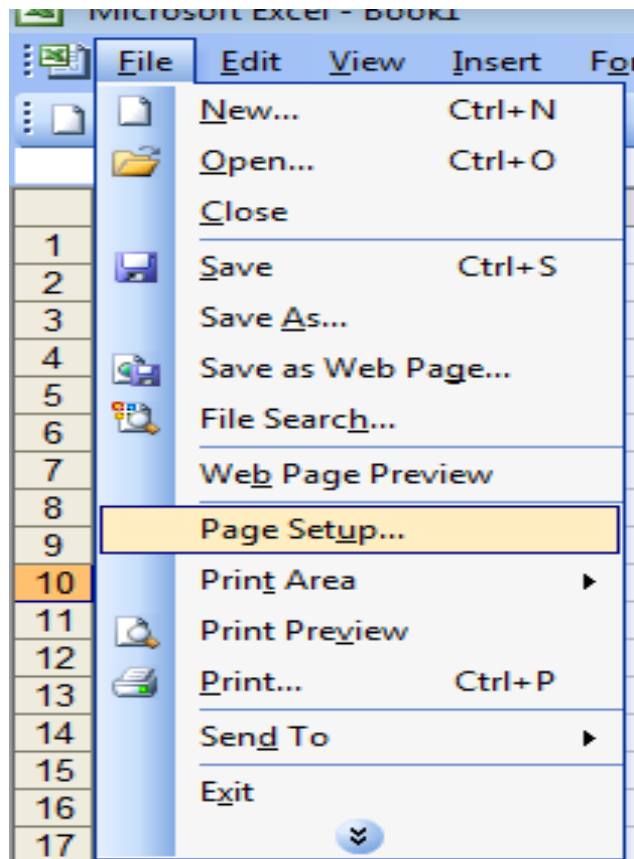 Microsoft Excel - Book1
File Edit View Insert
New... Ctrl+N
Open... Ctrl+O
Close
1
2
Save Ctrl+S
3
Save As...
4
Save as Web Page...
5
6
File Search...
7
Web Page Preview
8
9
Page Setup...
10
Print Area
11
Print Preview
12
13
Print... Ctrl+P
14
Send To
15
16
Exit
17